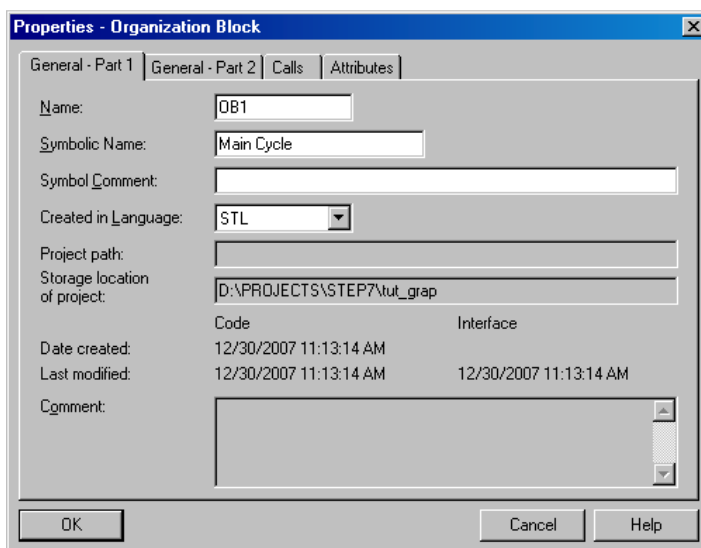 Properties - Organization Block
General - Part 1 General - Part 2 Calls Attributes
Name: OB1
Symbolic Name: Main Cycle
Symbol Comment:
Created in Language: STL
Project path:
Storage location
of project: D:\PROJECTS\STEP7\tut_grap
Code Interface
Date created: 12/30/2007 11:13:14 AM
Last modified: 12/30/2007 11:13:14 AM 12/30/2007 11:13:14 AM
Comment:
OK Cancel Help